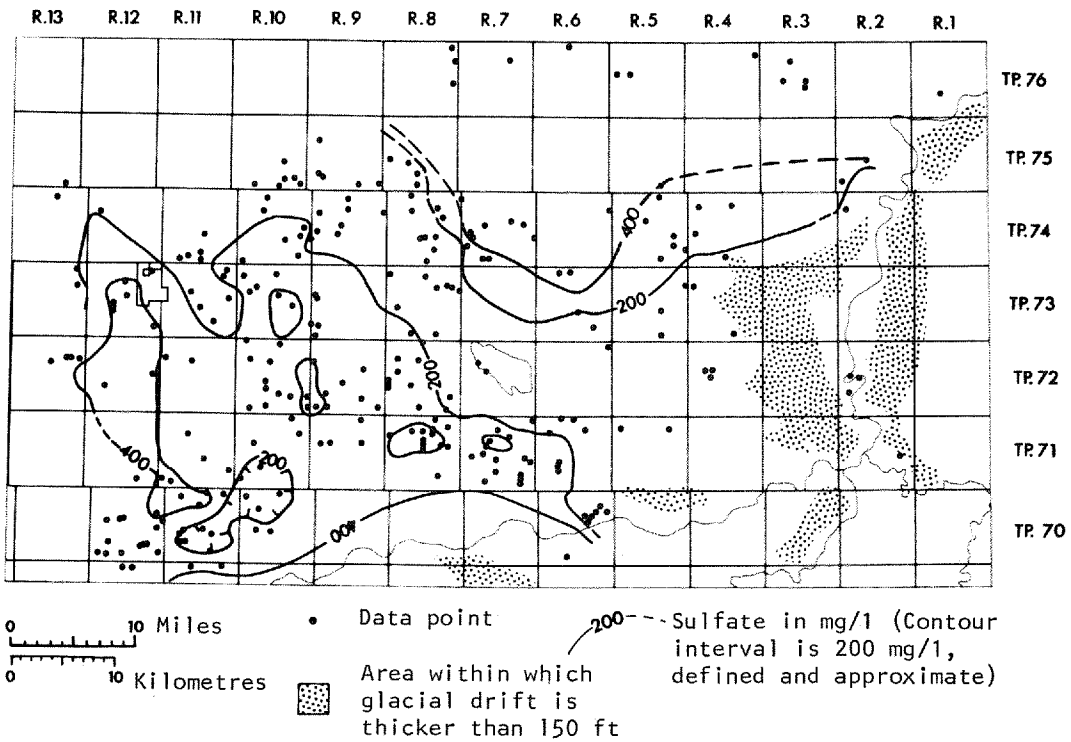 R.13 R.12 R.11 R.10 R.9 R.8 R.7 R.6 R.5 R.4 R.3 R.2 R.1
TP. 76
TP. 75
TP. 74
400
TP. 73
200
200
TP. 72
TP. 71
400
200
400
TP. 70
0 10 Miles
0 10 Kilometres
Data point
Area within which
glacial drift is
thicker than 150 ft
200
Sulfate in mg/l (Contour
interval is 200 mg/l,
defined and approximate)